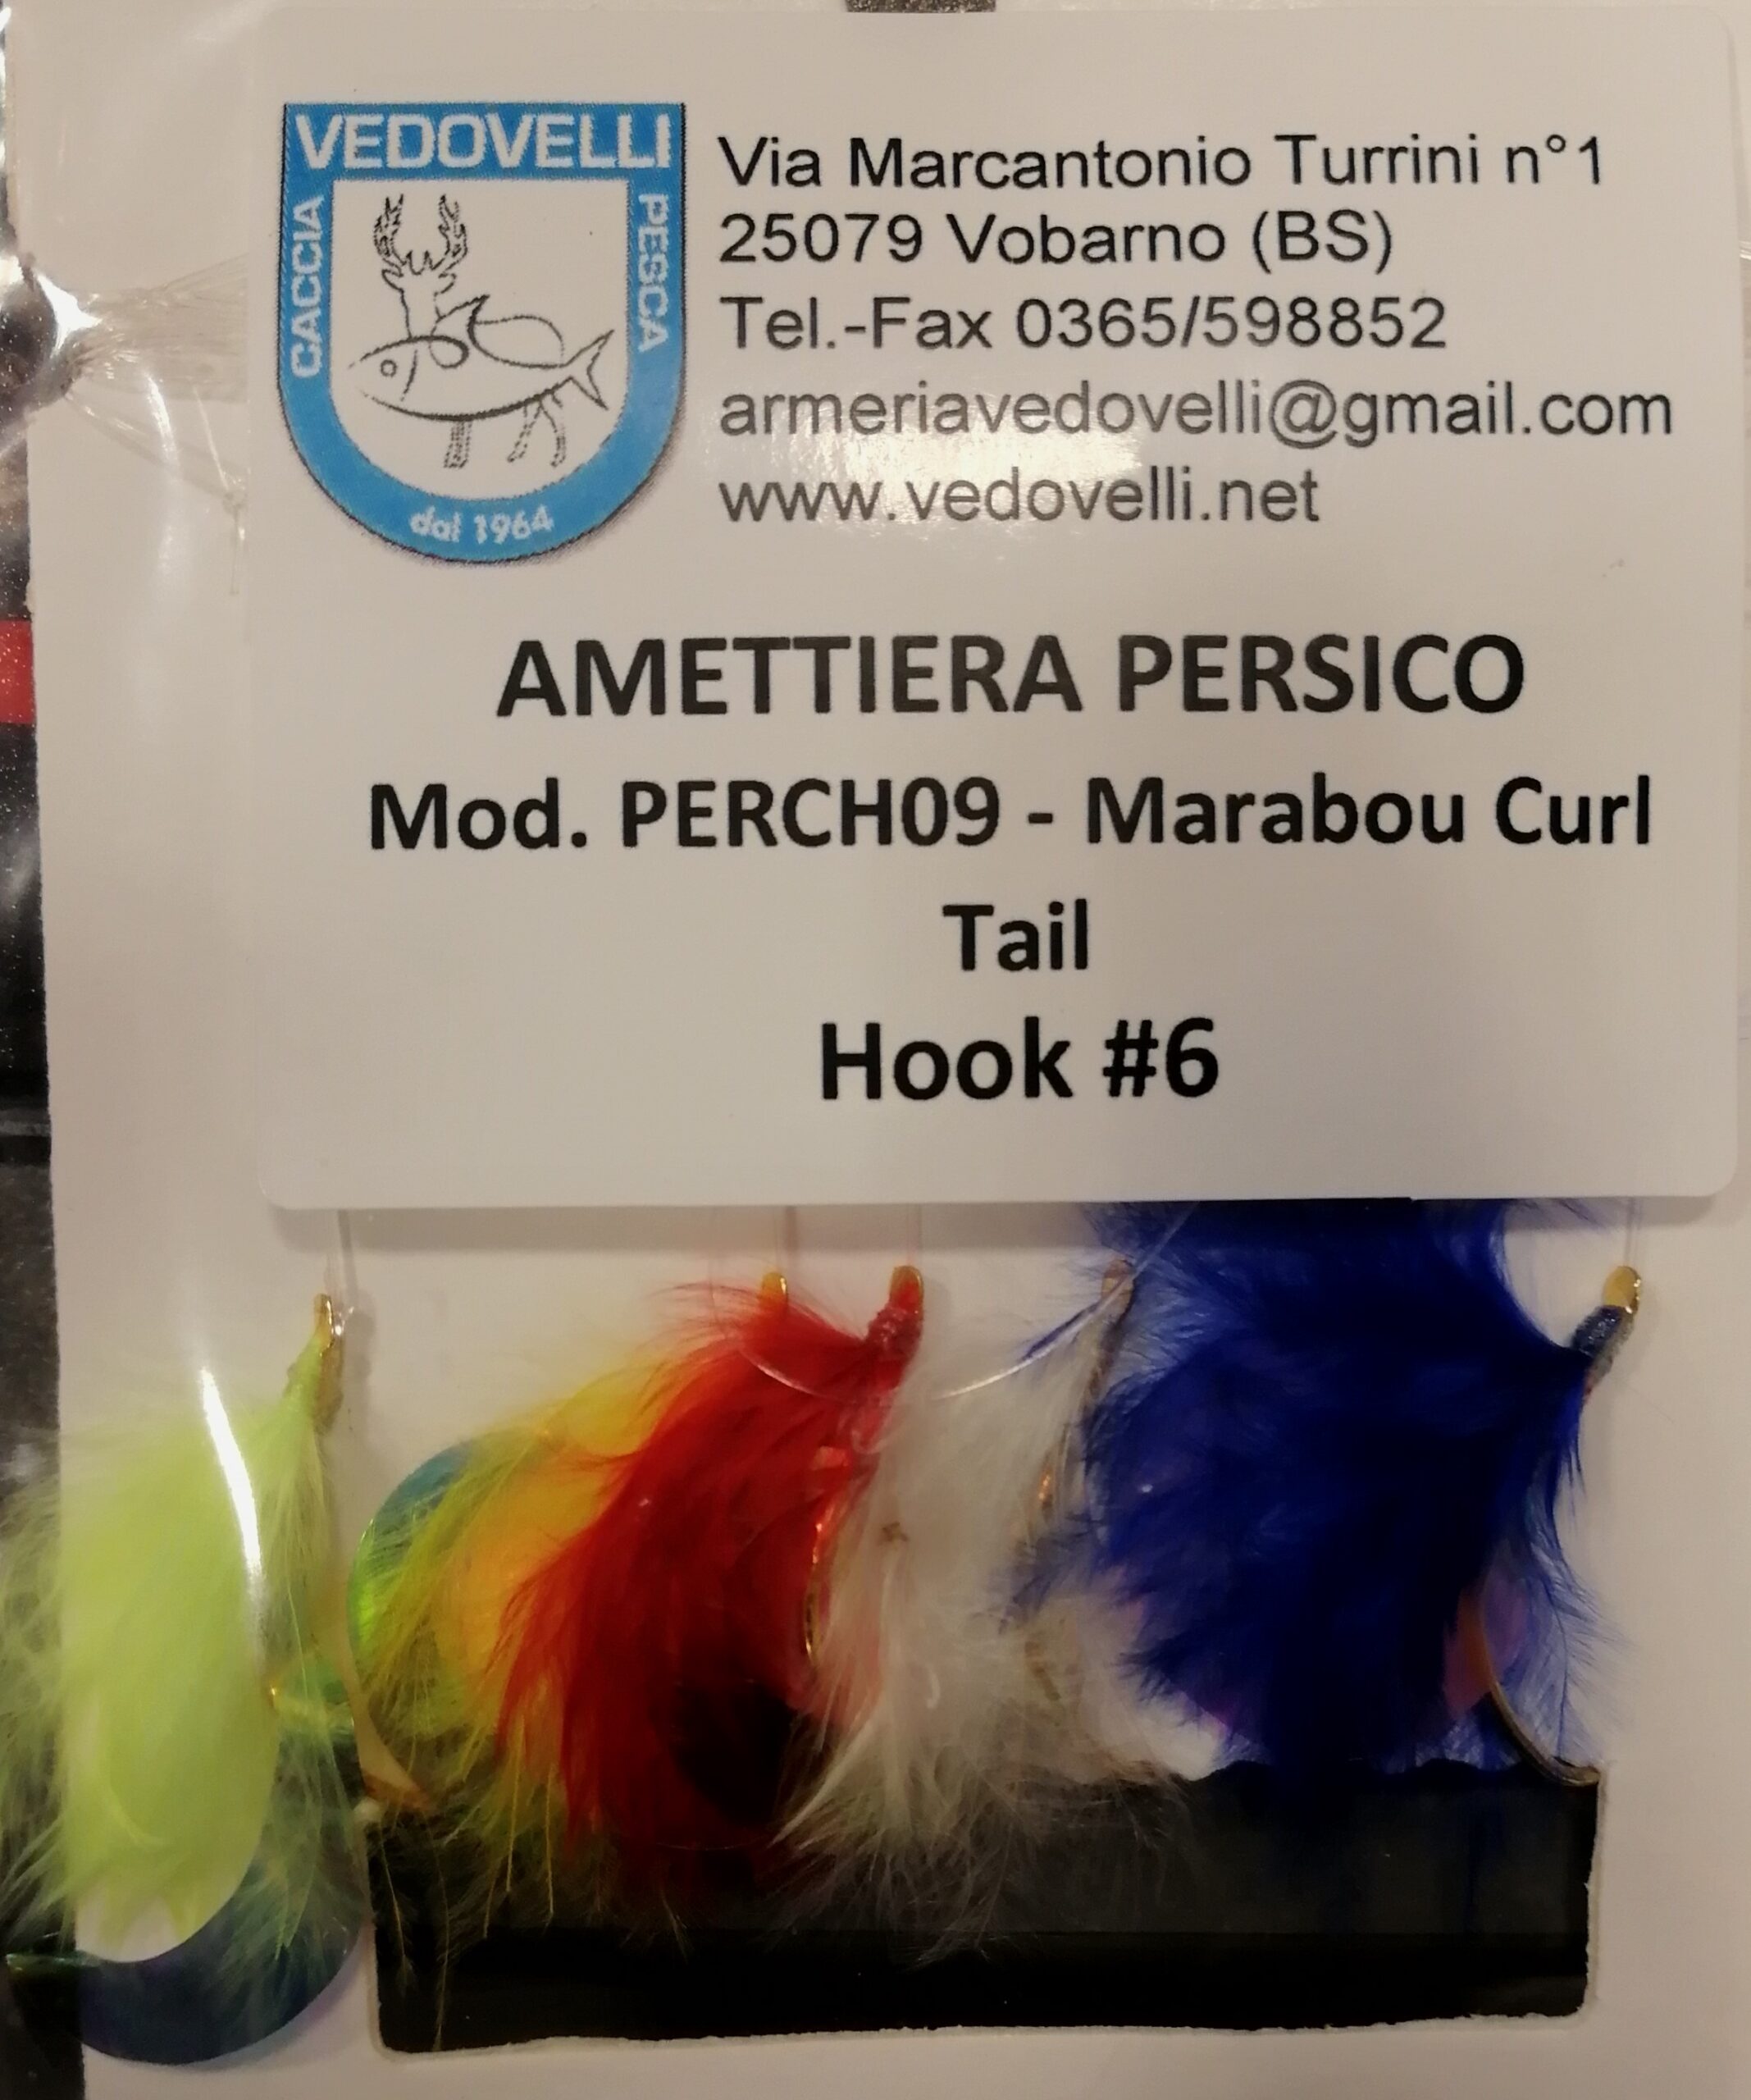 VEDOVELLI
CACCIA
PESCA
dal 1964
Via Marcantonio Turrini n°1
25079 Vobarno (BS)
Tel.-Fax 0365/598852
armeriavedovelli@gmail.com
www.vedovelli.net
AMETTIERA PERSICO
Mod. PERCH09 - Marabou Curl
Tail
Hook #6